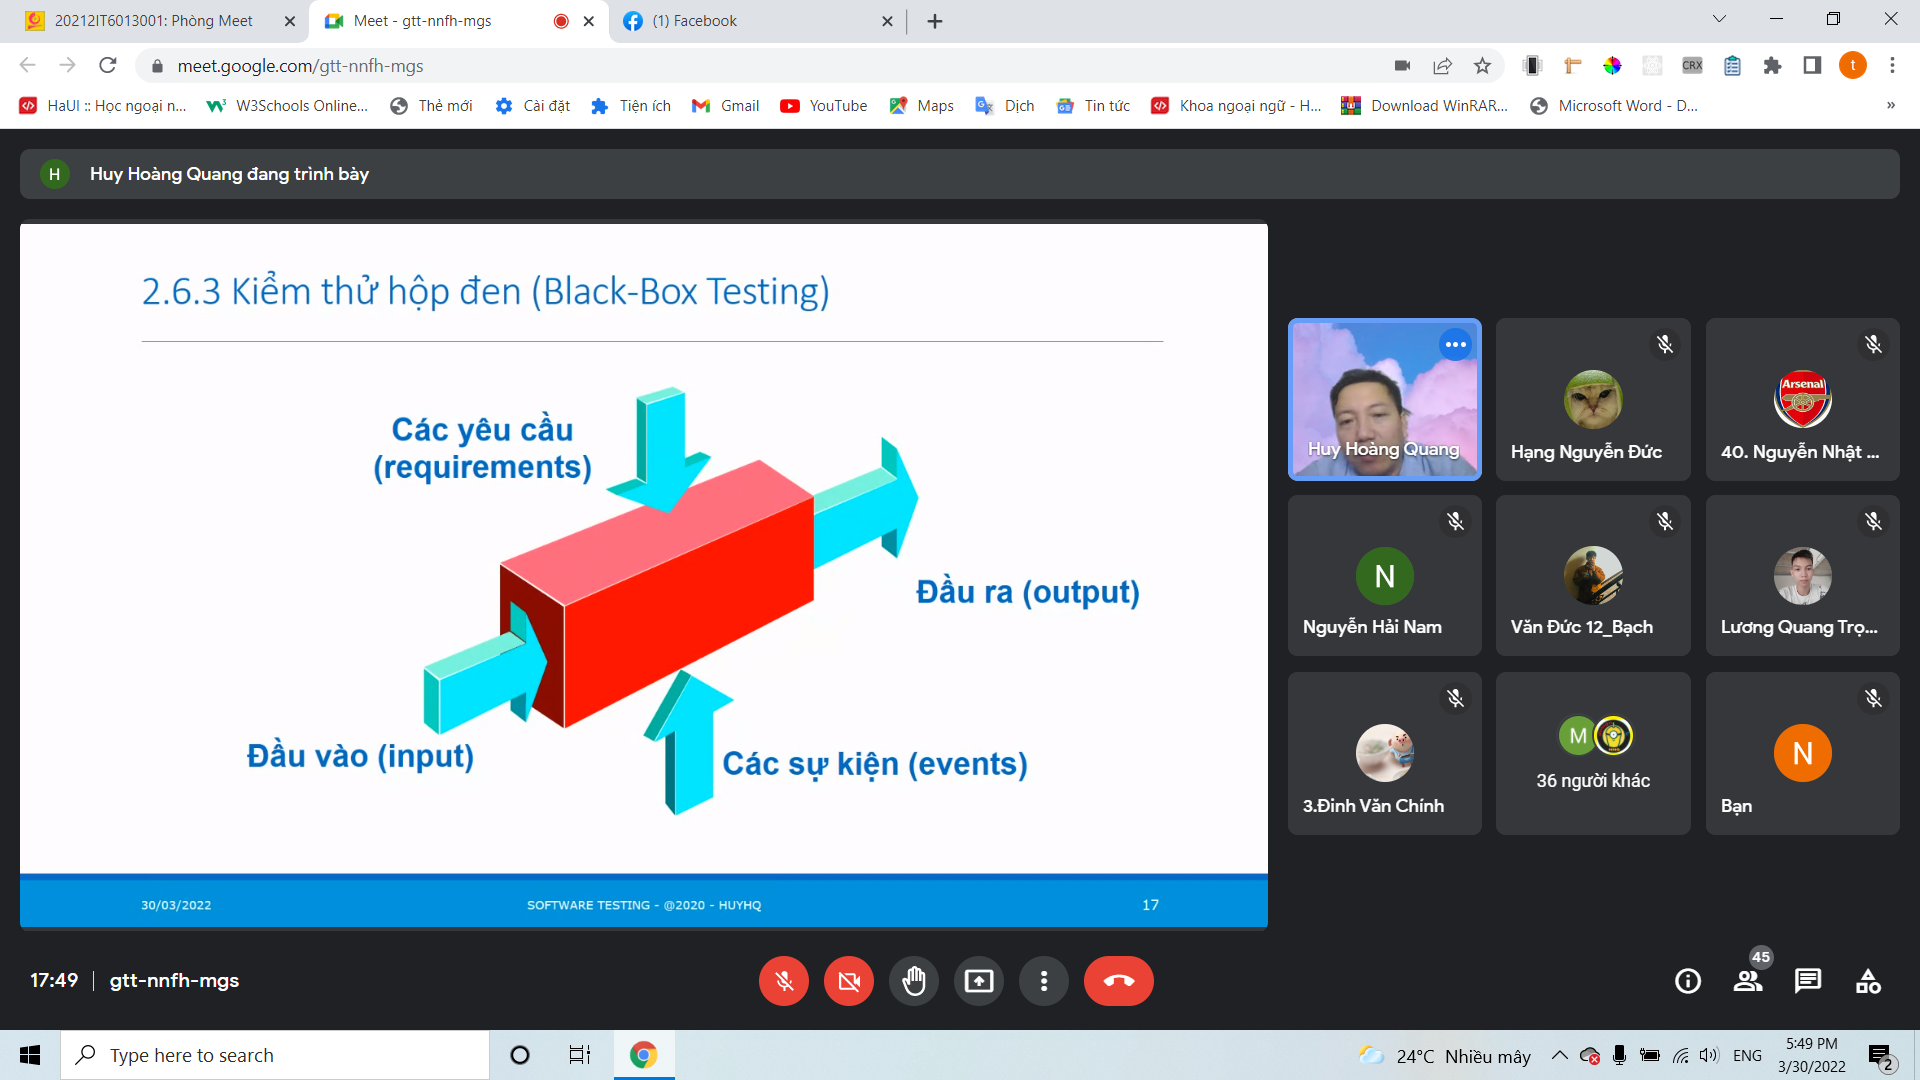 20212IT6013001: Phòng Meet
Meet - gtt-nnfh-mgs
(1) Facebook
meet.google.com/gtt-nnfh-mgs
CRX
t
HaUI :: Học ngoại n...
W3Schools Online...
Thẻ mới
Cài đặt
Tiện ích
Gmail
YouTube
Maps
Dịch
Tin tức
Khoa ngoại ngữ - H...
Download WinRAR...
Microsoft Word - D...
»
H
Huy Hoàng Quang đang trình bày
2.6.3 Kiểm thử hộp đen (Black-Box Testing)
Các yêu cầu
(requirements)
Đầu ra (output)
Đầu vào (input)
Các sự kiện (events)
30/03/2022
SOFTWARE TESTING - @2020 - HUYHQ
17
Huy Hoàng Quang
Hạng Nguyễn Đức
Arsenal
40. Nguyễn Nhật ...
N
Nguyễn Hải Nam
Văn Đức 12_Bạch
Lương Quang Trọ...
3.Đinh Văn Chính
M
36 người khác
N
Bạn
17:49
gtt-nnfh-mgs
45
Type here to search
24°C Nhiều mây
ENG
5:49 PM
3/30/2022
2